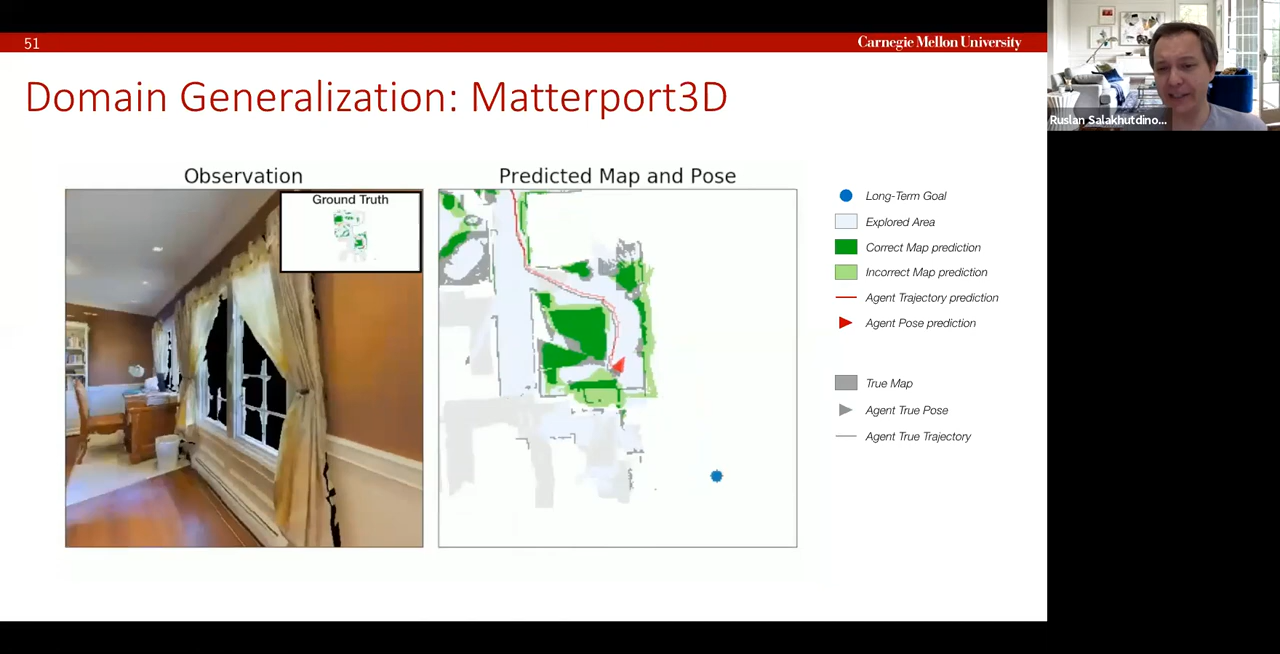 51
Carnegie Mellon University
Domain Generalization: Matterport3D
Ruslan Salakhutdino...
Observation
Predicted Map and Pose
Ground Truth
Long-Term Goal
Explored Area
Correct Map prediction
Incorrect Map prediction
Agent Trajectory prediction
Agent Pose prediction
True Map
Agent True Pose
Agent True Trajectory